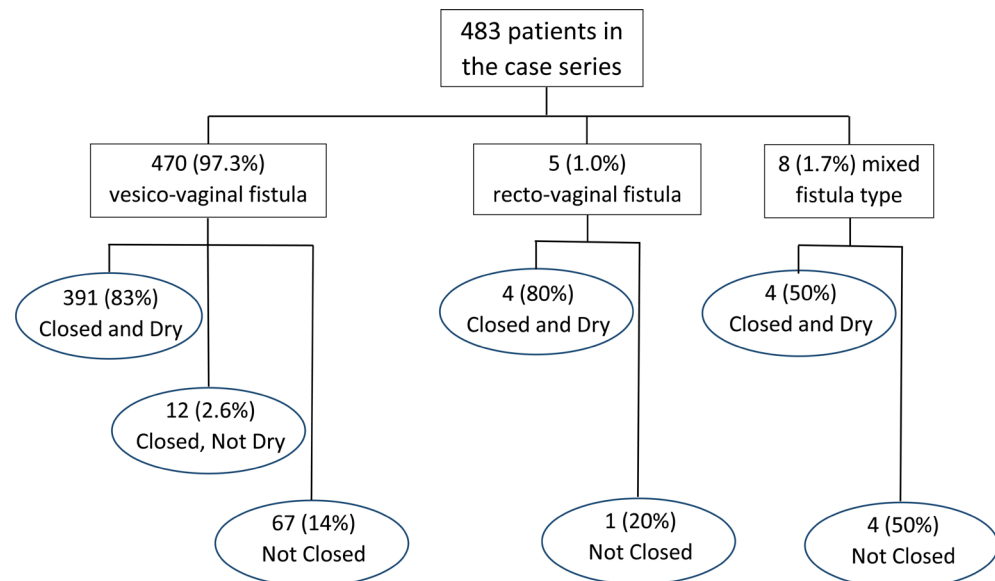 483 patients in
the case series
470 (97.3%)
vesico-vaginal fistula
5 (1.0%)
recto-vaginal fistula
8 (1.7%) mixed
fistula type
391 (83%)
Closed and Dry
4 (80%)
Closed and Dry
4 (50%)
Closed and Dry
12 (2.6%)
Closed, Not Dry
67 (14%)
Not Closed
1 (20%)
Not Closed
4 (50%)
Not Closed